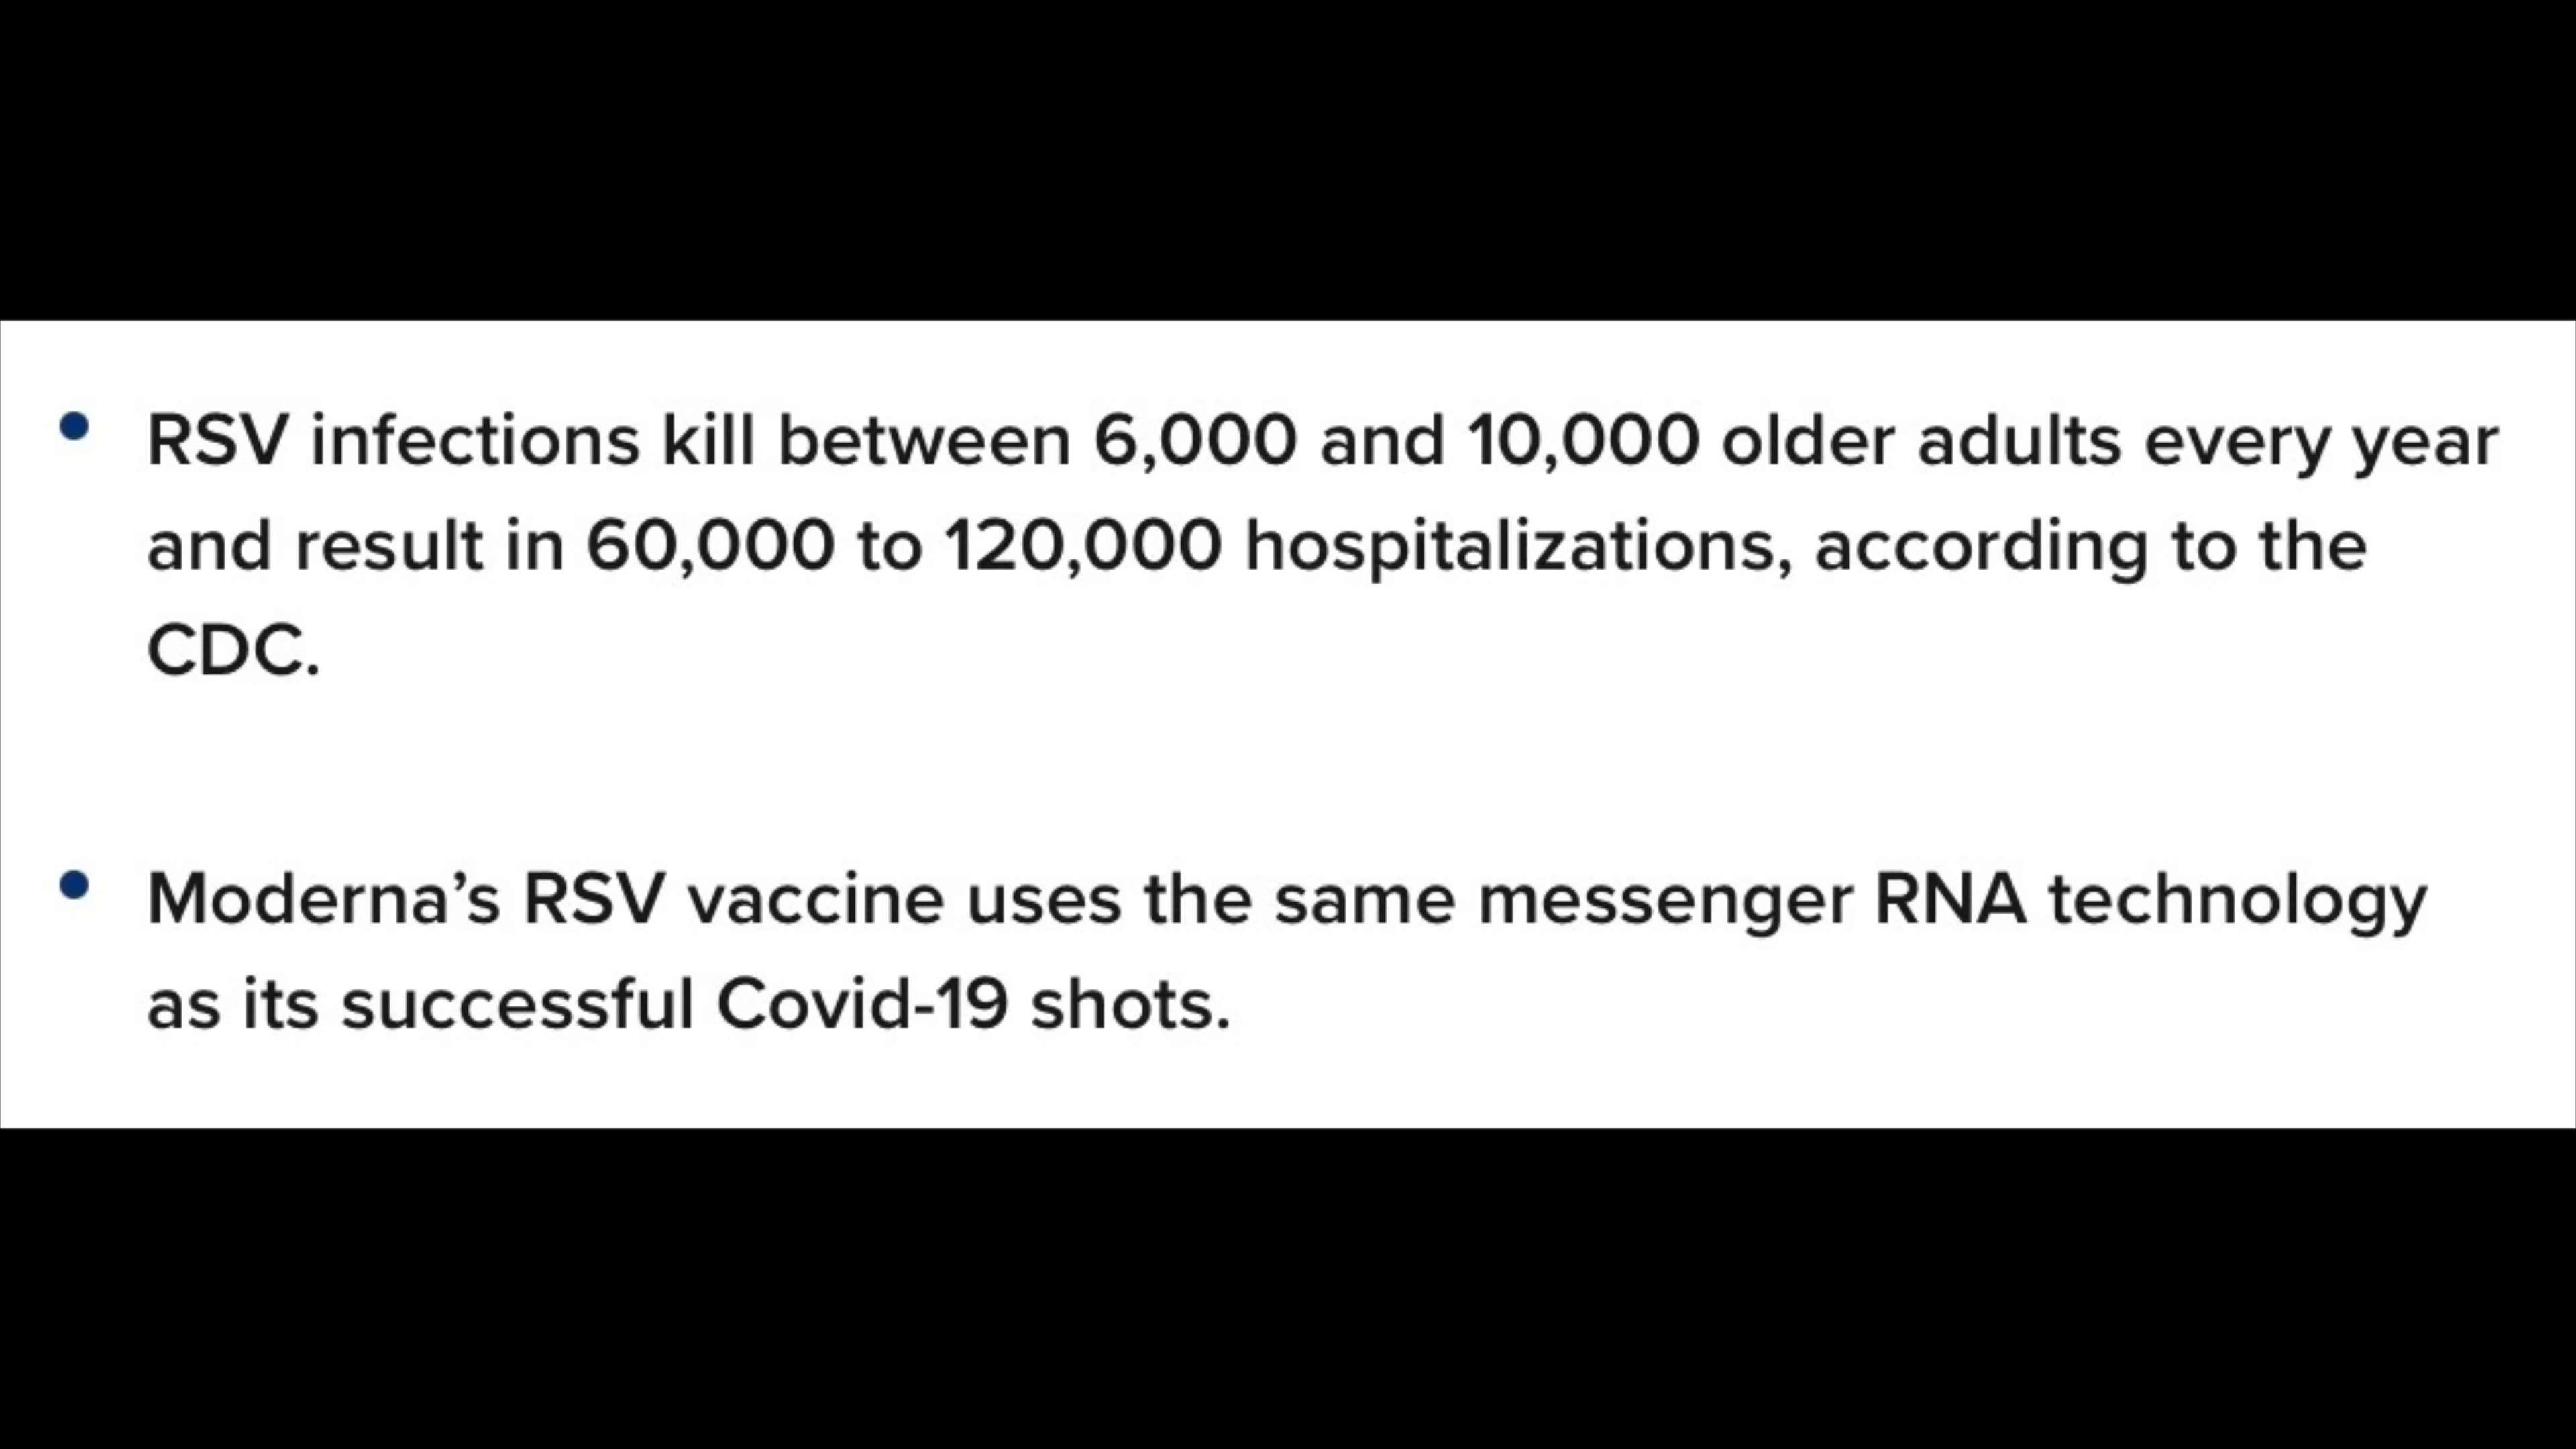 • RSV infections kill between 6,000 and 10,000 older adults every year
and result in 60,000 to 120,000 hospitalizations, according to the
CDC.
• Moderna’s RSV vaccine uses the same messenger RNA technology
as its successful Covid-19 shots.